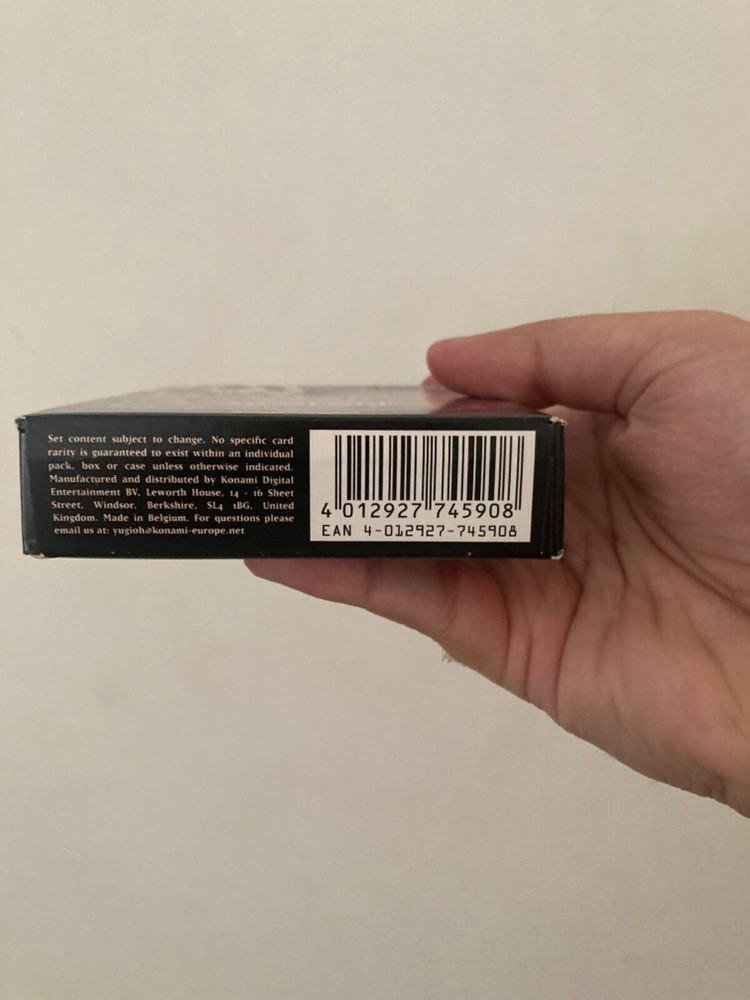 Set content subject to change. No specific card
rarity is guaranteed to exist within an individual
pack, box or case unless otherwise indicated.
Manufactured and distributed by Konami Digital
Entertainment BV, Leworth House, 14 - 16 Sheet
Street, Windsor, Berkshire, SL4 1BG. United
Kingdom. Made in Belgium. For questions please
email us at: yugioh@konami-europe.net
4 012927 745908
EAN 4-012927-745908